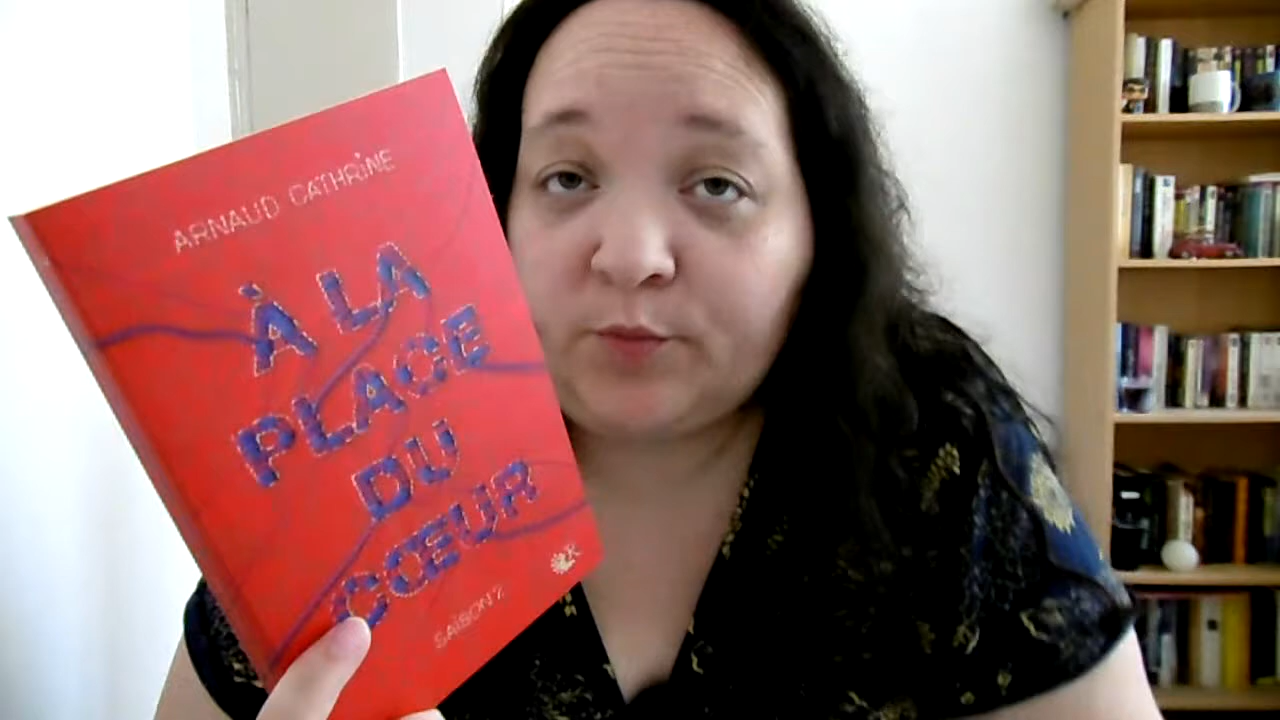 ARNAUD CATHRINE
À LA
PLACE
DU
CŒUR
SAISON 2
R